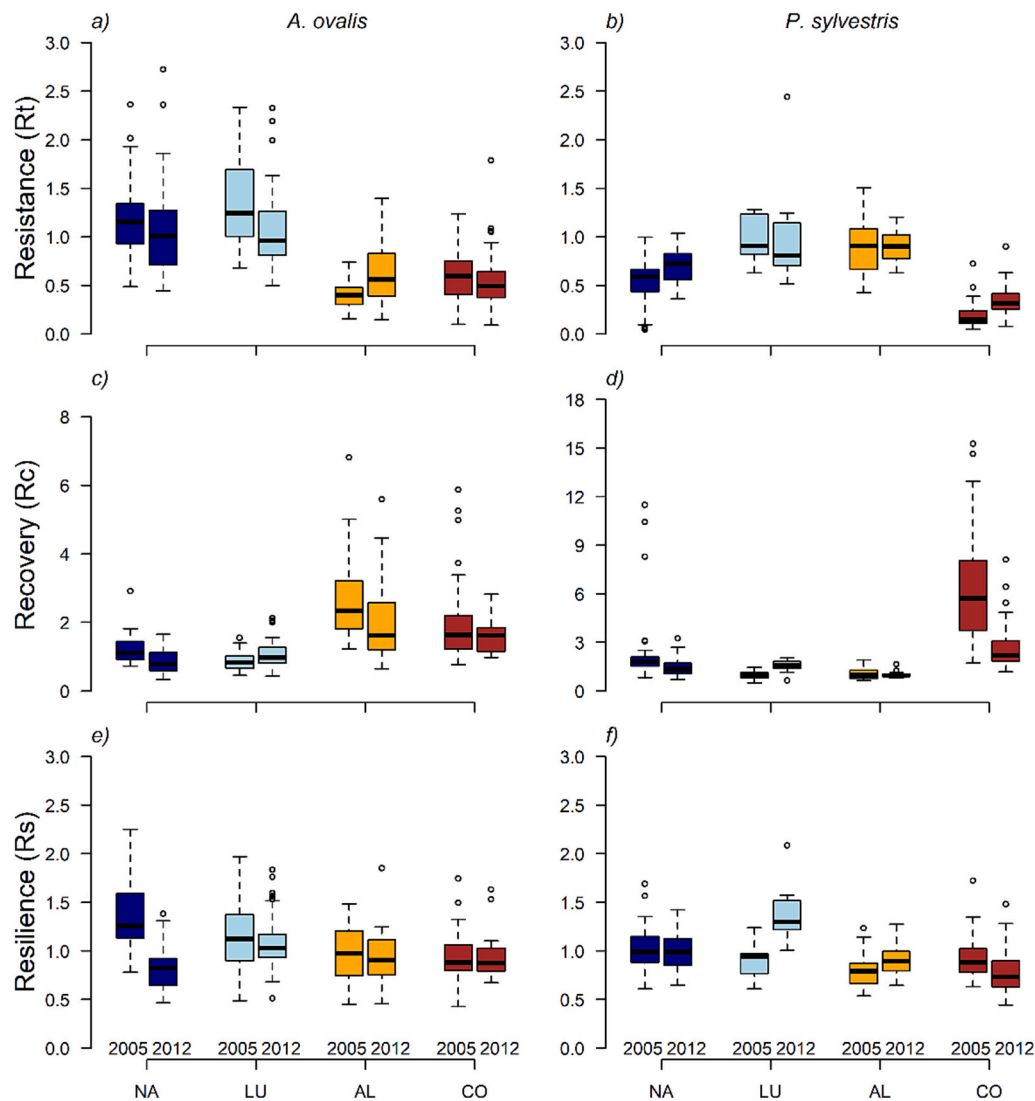 a) A. ovalis b) P. sylvestris
3.0 3.0
2.5 2.5
2.0 2.0
1.5 1.5
1.0 1.0
0.5 0.5
0.0 0.0
Resistance (Rt)
c) d)
8 18
15
6 12
4 9
6
2 3
0 0
Recovery (Rc)
e) f)
3.0 3.0
2.5 2.5
2.0 2.0
1.5 1.5
1.0 1.0
0.5 0.5
0.0 0.0
Resilience (Rs)
2005 2012 2005 2012 2005 2012 2005 2012 2005 2012 2005 2012 2005 2012 2005 2012
NA LU AL CO NA LU AL CO